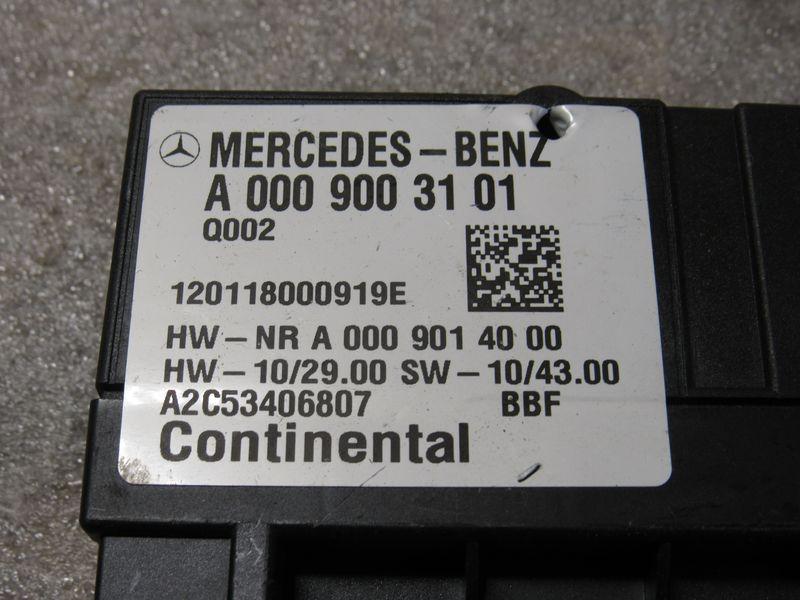 MERCEDES-BENZ
A 000 900 31 01
Q002
120118000919E
HW-NR A 000 901 40 00
HW-10/29.00 SW-10/43.00
A2C53406807 BBF
Continental